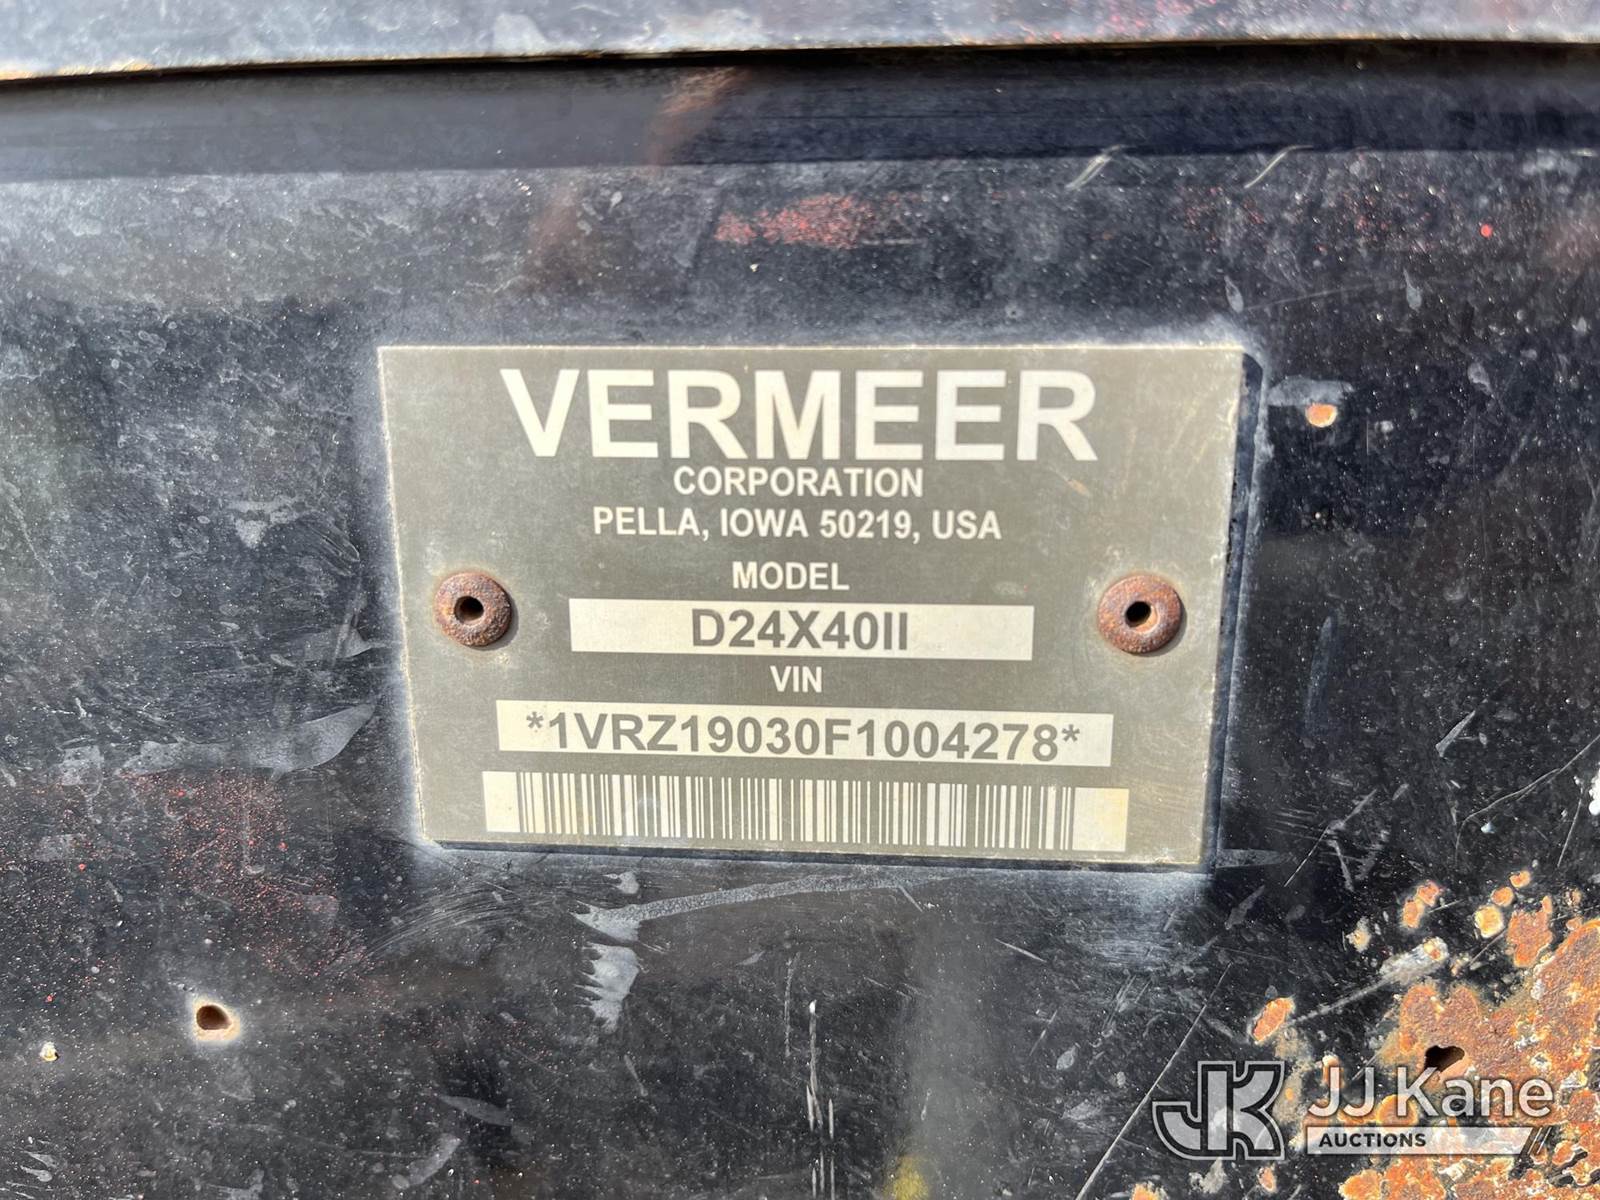 VERMEER
CORPORATION
PELLA, IOWA 50219, USA
MODEL
D24X40II
VIN
*1VRZ19030F1004278*
JJ Kane
AUCTIONS